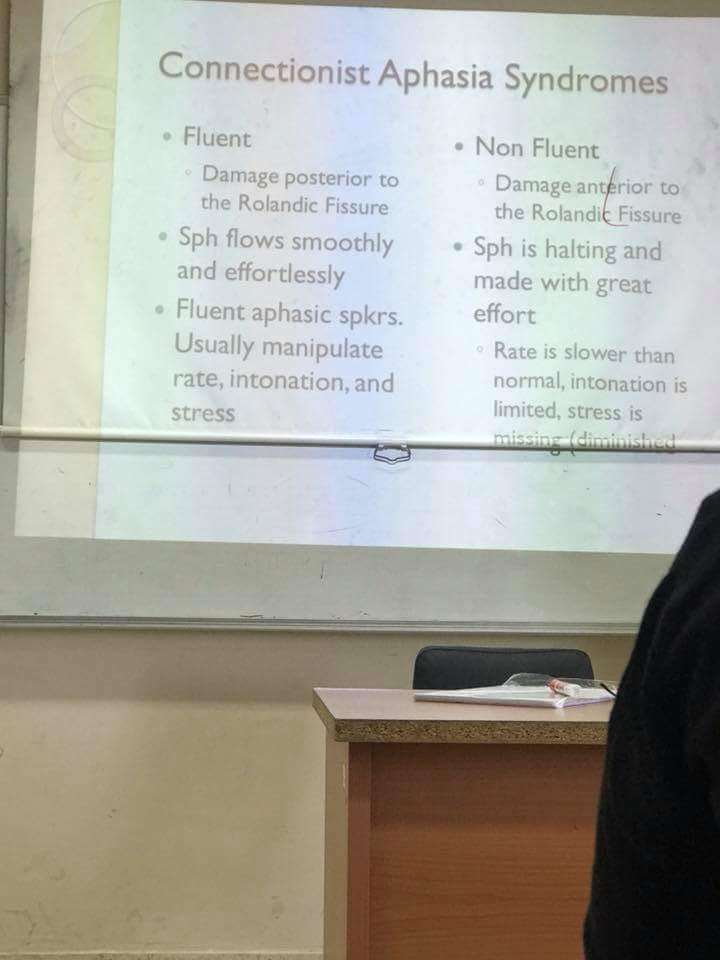 Connectionist Aphasia Syndromes
• Fluent
◦ Damage posterior to
the Rolandic Fissure
• Sph flows smoothly
and effortlessly
• Fluent aphasic spkrs.
Usually manipulate
rate, intonation, and
stress
• Non Fluent
◦ Damage anterior to
the Rolandic Fissure
• Sph is halting and
made with great
effort
◦ Rate is slower than
normal, intonation is
limited, stress is
missing (diminished